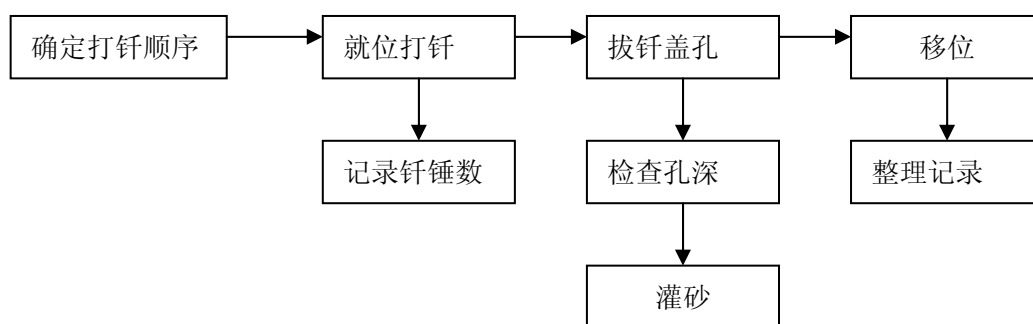 确定打钎顺序
就位打钎
拔钎盖孔
移位
记录钎锤数
检查孔深
整理记录
灌砂